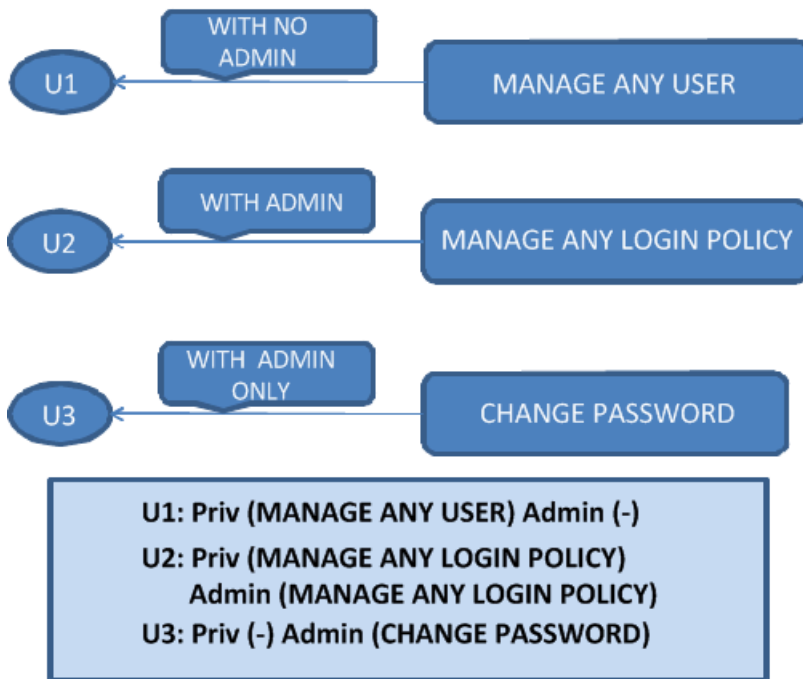 WITH NO
ADMIN
U1
MANAGE ANY USER
WITH ADMIN
U2
MANAGE ANY LOGIN POLICY
WITH ADMIN
ONLY
U3
CHANGE PASSWORD
U1: Priv (MANAGE ANY USER) Admin (-)
U2: Priv (MANAGE ANY LOGIN POLICY)
Admin (MANAGE ANY LOGIN POLICY)
U3: Priv (-) Admin (CHANGE PASSWORD)